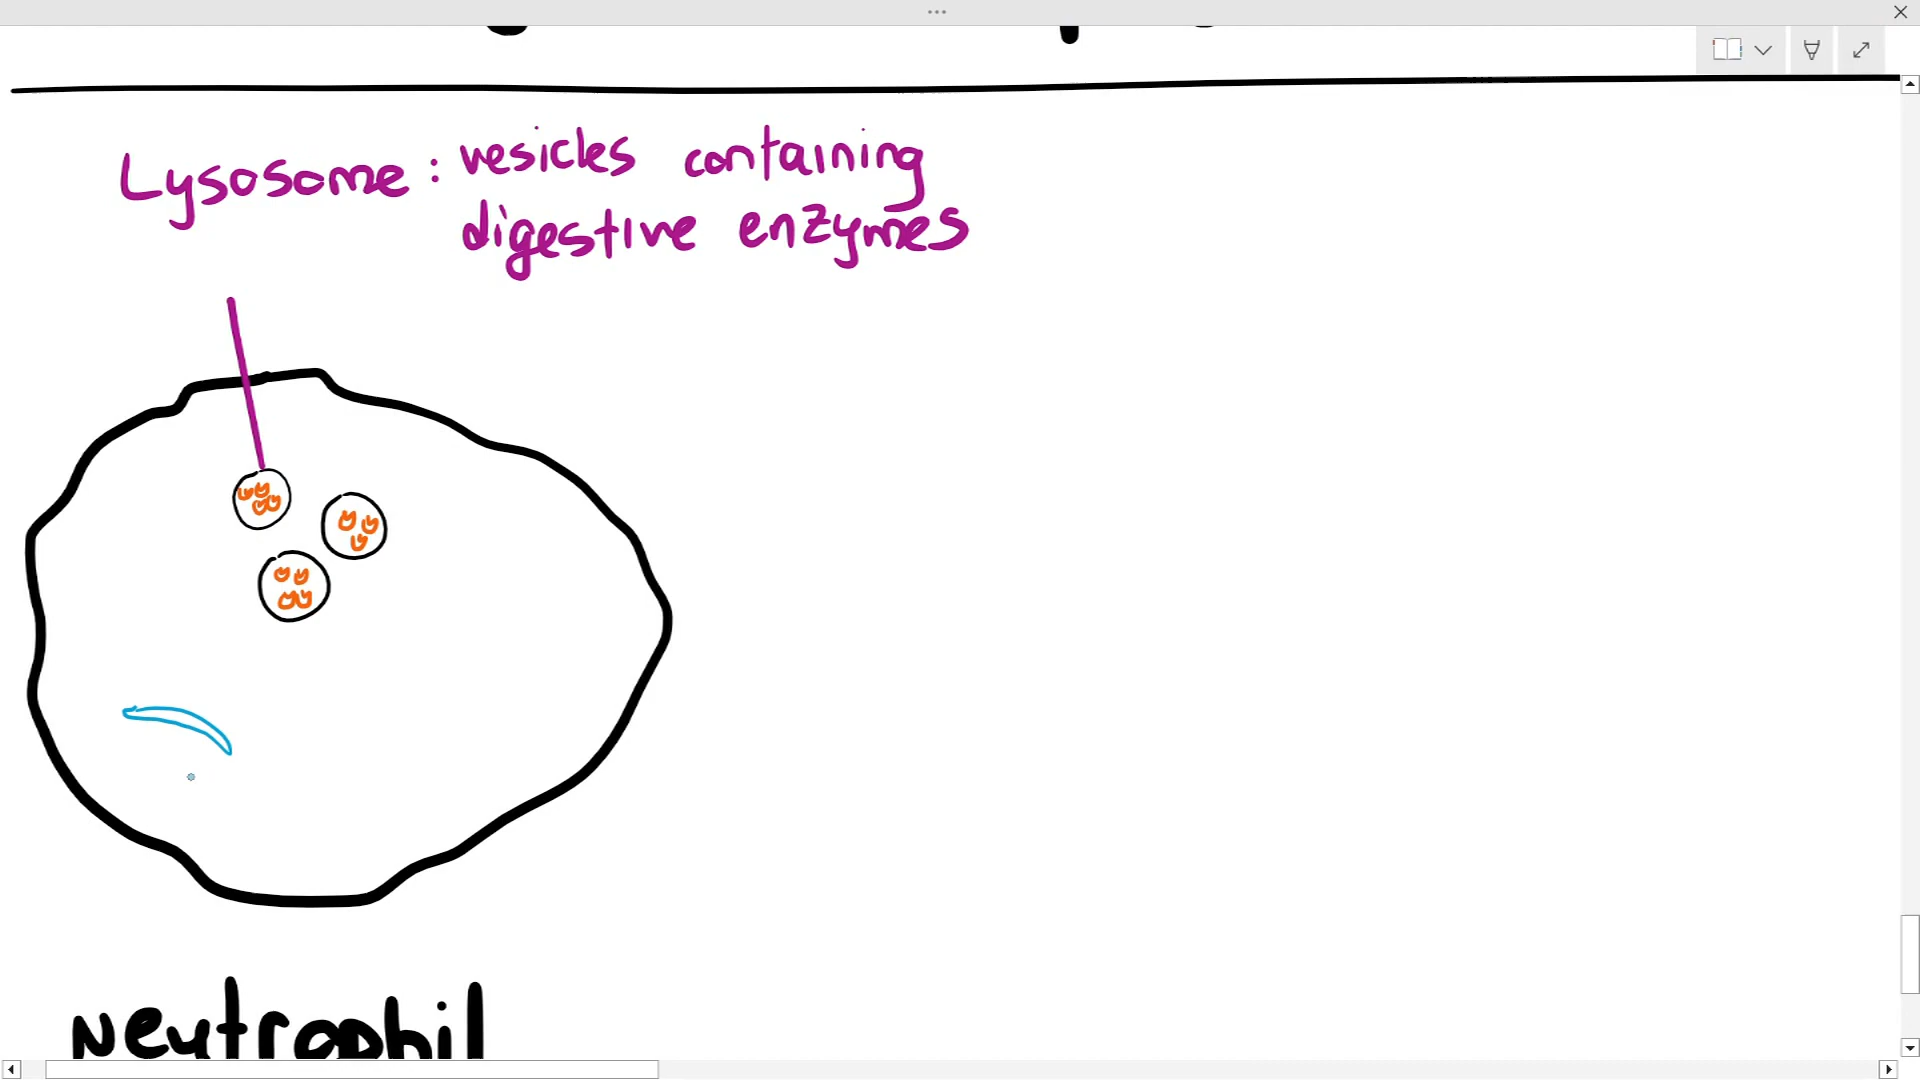 Lysosome : vesicles containing
digestive enzymes
Neutrophil